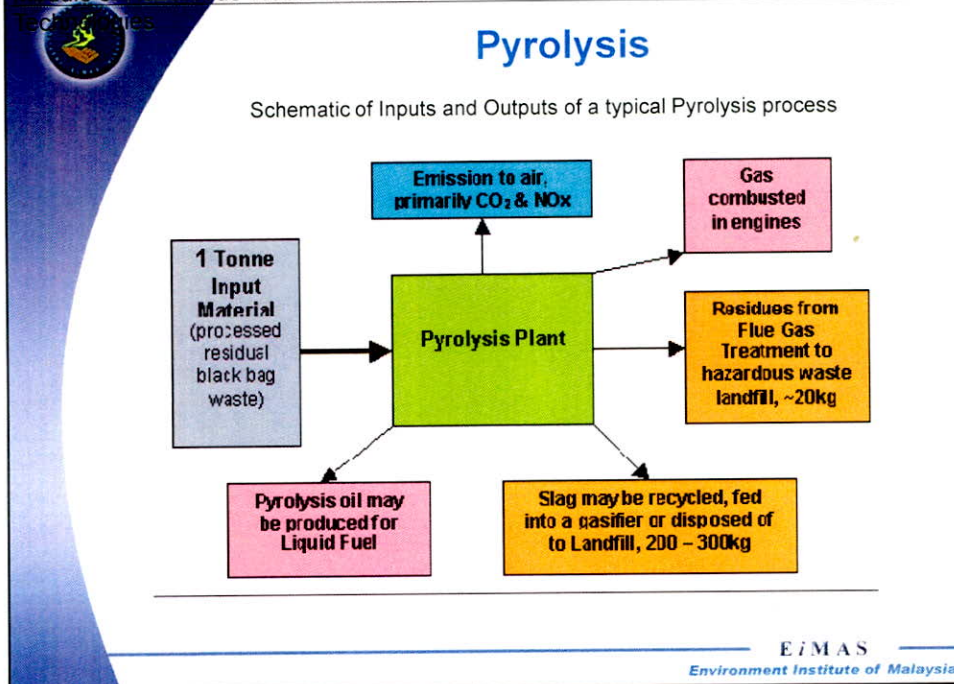 Technologies
Pyrolysis
Schematic of Inputs and Outputs of a typical Pyrolysis process
Emission to air,
primarily CO₂ & NOx
Gas
combusted
in engines
1 Tonne
Input
Material
(processed
residual
black bag
waste)
Pyrolysis Plant
Residues from
Flue Gas
Treatment to
hazardous waste
landfill, ~20kg
Pyrolysis oil may
be produced for
Liquid Fuel
Slag may be recycled, fed
into a gasifier or disposed of
to Landfill, 200 – 300kg
EiMAS
Environment Institute of Malaysia